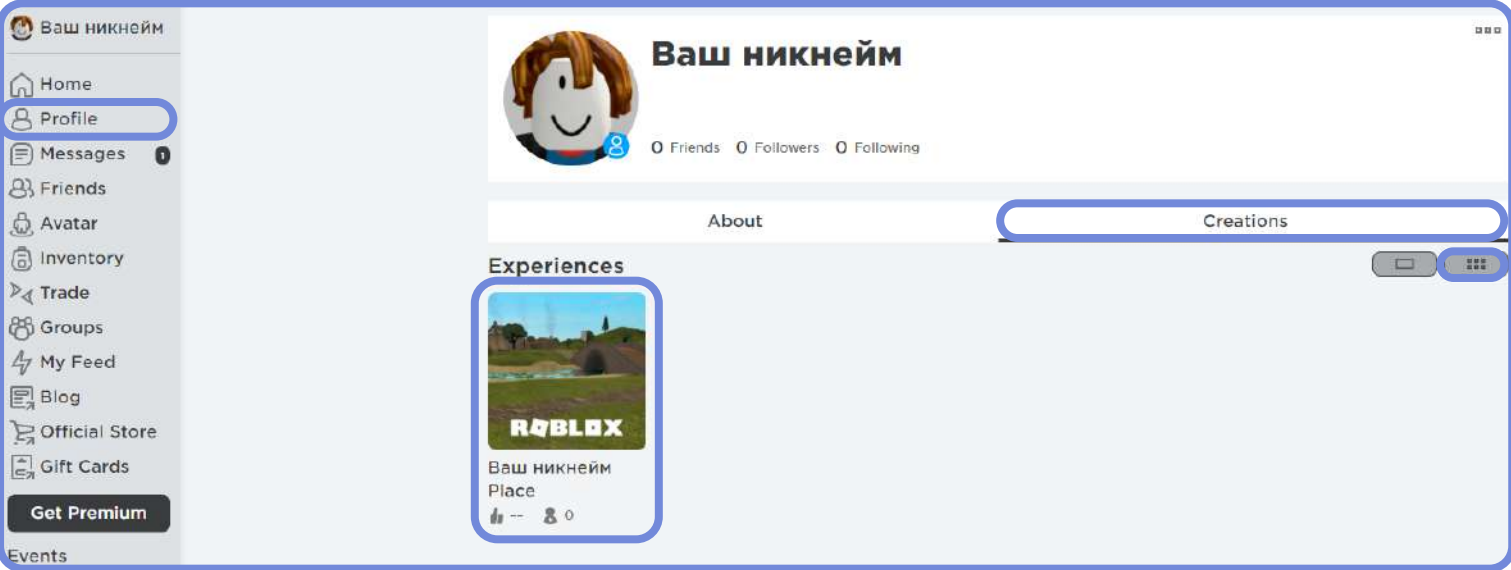 Ваш никнейм
Home
Profile
Messages 1
Friends
Avatar
Inventory
Trade
Groups
My Feed
Blog
Official Store
Gift Cards
Get Premium
Events
Ваш никнейм
0 Friends 0 Followers 0 Following
About Creations
Experiences
ROBLOX
Ваш никнейм
Place
-- 0